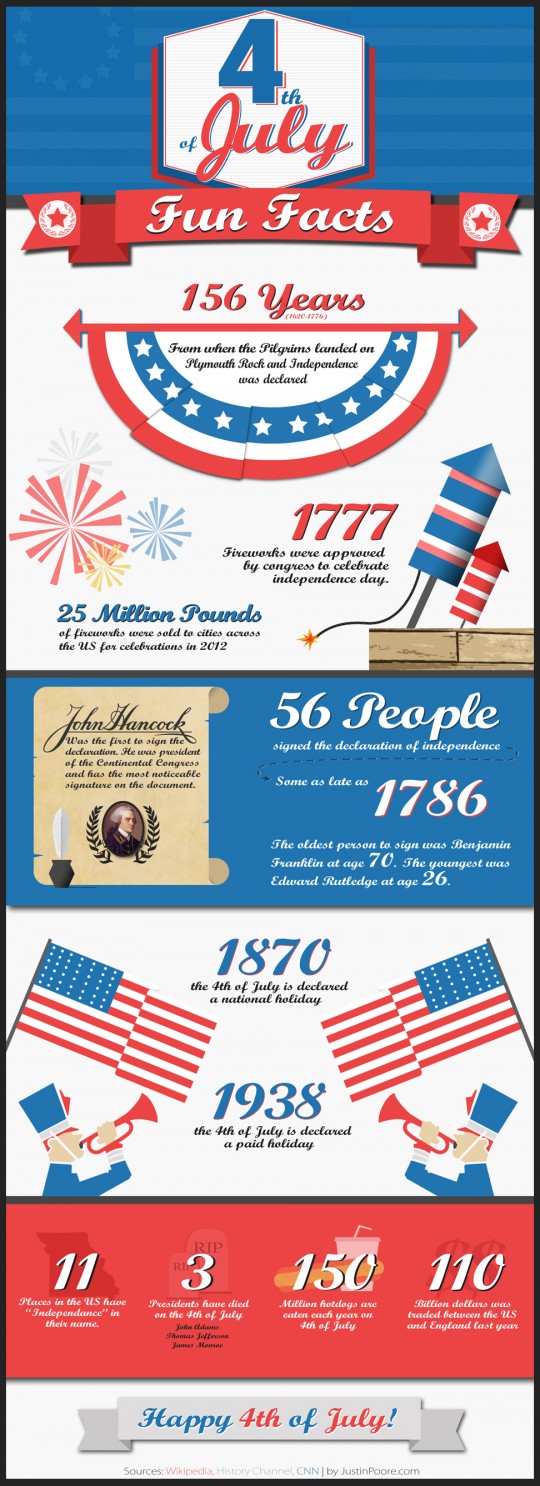 4th
of July
Fun Facts
156 Years
(1620-1776)
From when the Pilgrims landed on
Plymouth Rock and Independence
was declared
1777
Fireworks were approved
by congress to celebrate
independence day.
25 Million Pounds
of fireworks were sold to cities across
the US for celebrations in 2012
John Hancock
Was the first to sign the
declaration. He was president
of the Continental Congress
and has the most noticeable
signature on the document.
56 People
signed the declaration of independence
Some as late as
1786
The oldest person to sign was Benjamin
Franklin at age 70. The youngest was
Edward Rutledge at age 26.
1870
the 4th of July is declared
a national holiday
1938
the 4th of July is declared
a paid holiday
11
Places in the US have
"Independance" in
their name.
RIP
RIP
3
Presidents have died
on the 4th of July
John Adams
Thomas Jefferson
James Monroe
150
Million hotdogs are
eaten each year on
4th of July
$$
110
Billion dollars was
traded between the US
and England last year
Happy 4th of July!
Sources: Wikipedia, History Channel, CNN | by JustinPoore.com